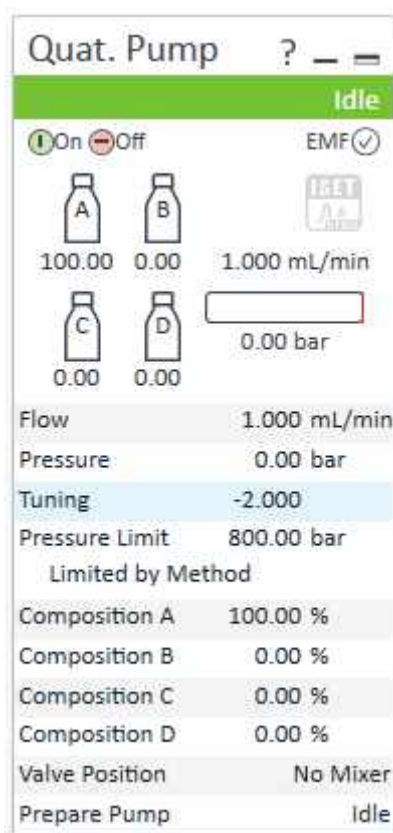 Quat. Pump ? 
Idle
On Off EMF
A B
100.00 0.00 1.000 mL/min
C D
0.00 bar
0.00 0.00
Flow 1.000 mL/min
Pressure 0.00 bar
Tuning -2.000
Pressure Limit 800.00 bar
Limited by Method
Composition A 100.00 %
Composition B 0.00 %
Composition C 0.00 %
Composition D 0.00 %
Valve Position No Mixer
Prepare Pump Idle